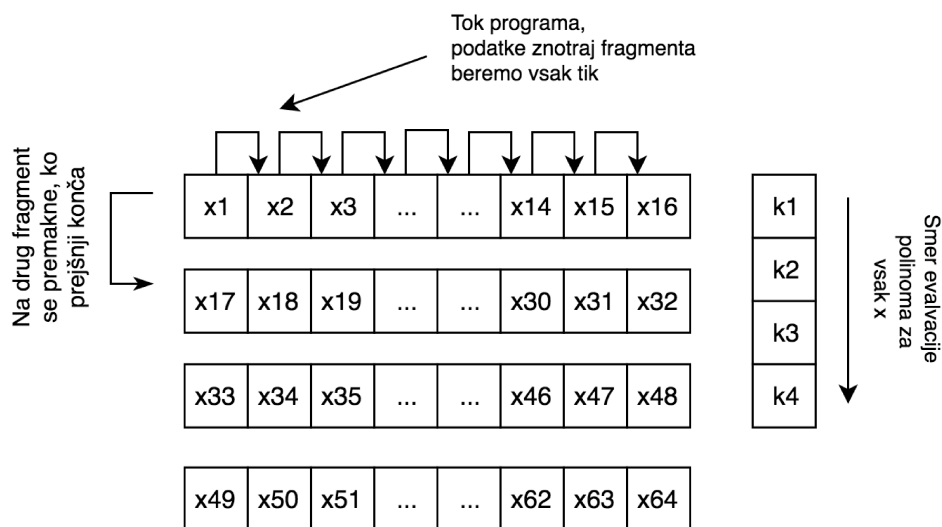 Tok programa,
podatke znotraj fragmenta
beremo vsak tik
Na drug fragment
se premakne, ko
prejšnji konča
x1 x2 x3 ... ... x14 x15 x16
x17 x18 x19 ... ... x30 x31 x32
x33 x34 x35 ... ... x46 x47 x48
x49 x50 x51 ... ... x62 x63 x64
k1
k2
k3
k4
Smer evalvacije
polinoma za
vsak x